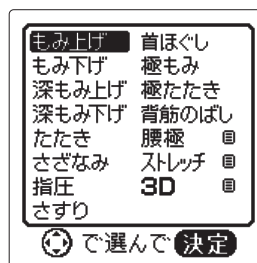 もみ上げ 首ほぐし
もみ下げ 極もみ
深もみ上げ 極たたき
深もみ下げ 背筋のばし
たたき 腰極
さざなみ ストレッチ
指圧 3D
さすり
で選んで 決定